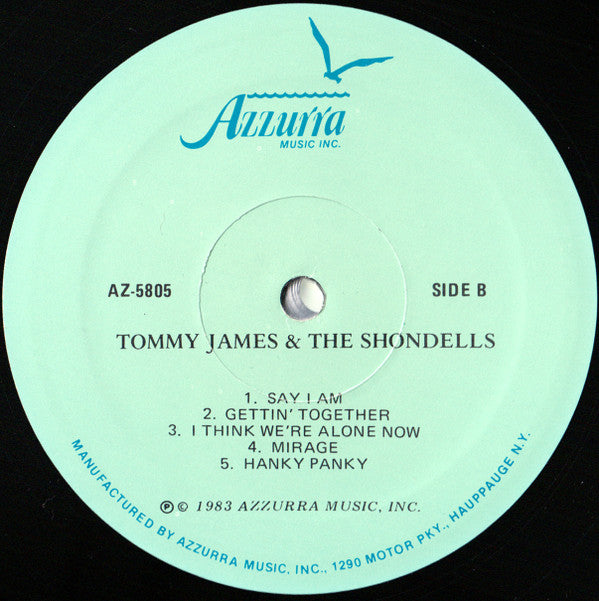 Azzurra
MUSIC INC.
AZ-5805
SIDE B
TOMMY JAMES & THE SHONDELLS
1. SAY I AM
2. GETTIN' TOGETHER
3. I THINK WE'RE ALONE NOW
4. MIRAGE
5. HANKY PANKY
℗ © 1983 AZZURRA MUSIC, INC.
MANUFACTURED BY AZZURRA MUSIC, INC., 1290 MOTOR PKY., HAUPPAUGE N.Y.